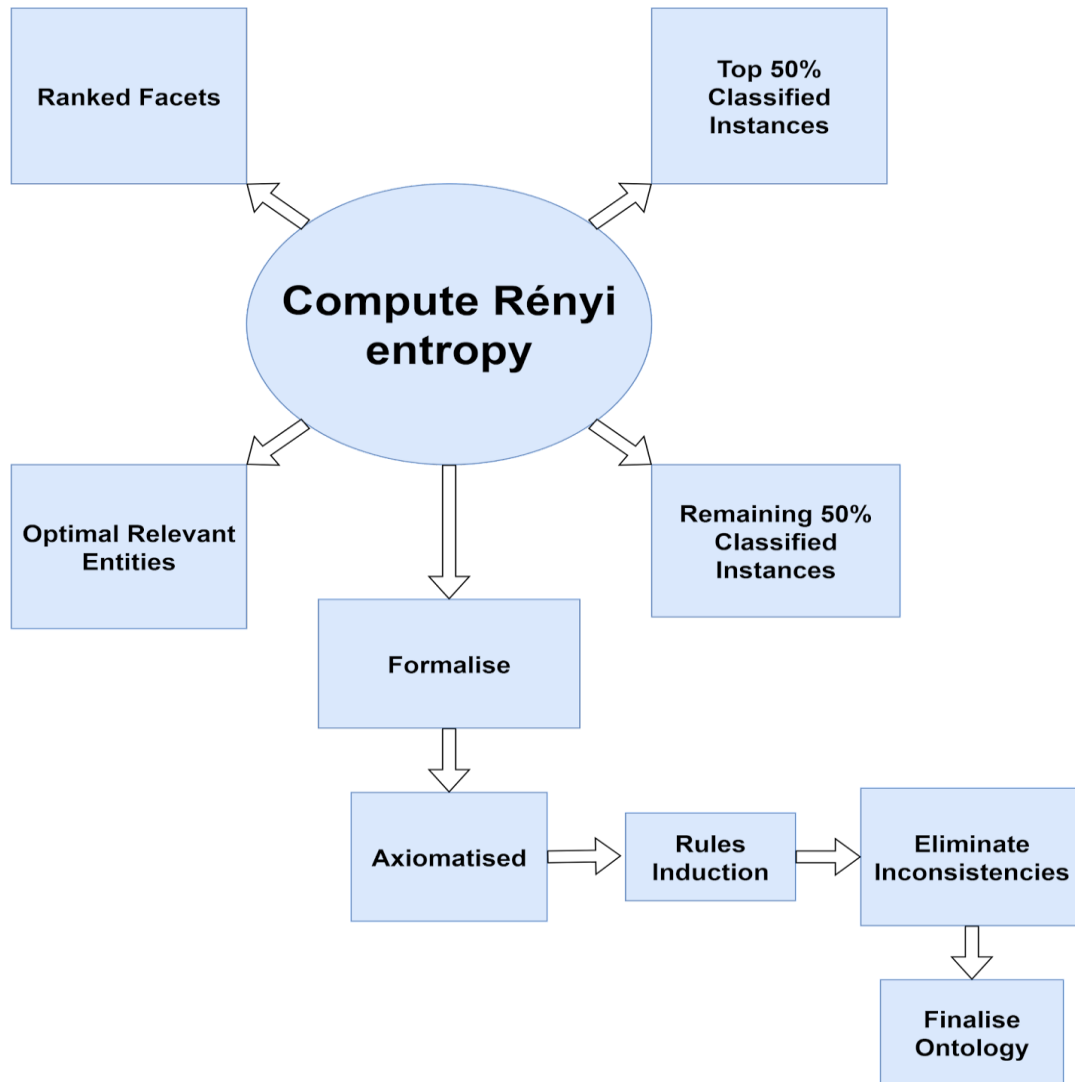 Ranked Facets
Top 50%
Classified
Instances
Compute Rényi
entropy
Optimal Relevant
Entities
Remaining 50%
Classified
Instances
Formalise
Axiomatised
Rules
Induction
Eliminate
Inconsistencies
Finalise
Ontology